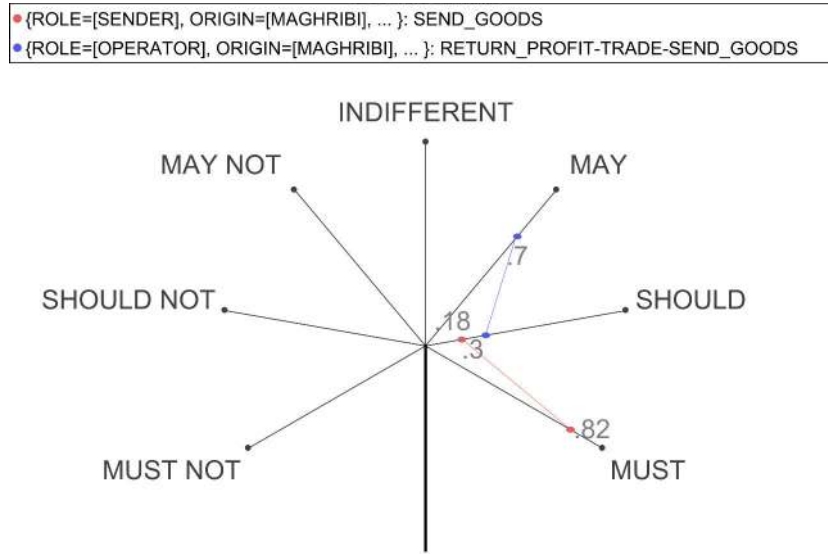 {ROLE=[SENDER], ORIGIN=[MAGHRIBI], ... }: SEND_GOODS
{ROLE=[OPERATOR], ORIGIN=[MAGHRIBI], ... }: RETURN_PROFIT-TRADE-SEND_GOODS
INDIFFERENT
MAY NOT
MAY
.7
SHOULD NOT
SHOULD
.18
.3
.82
MUST NOT
MUST